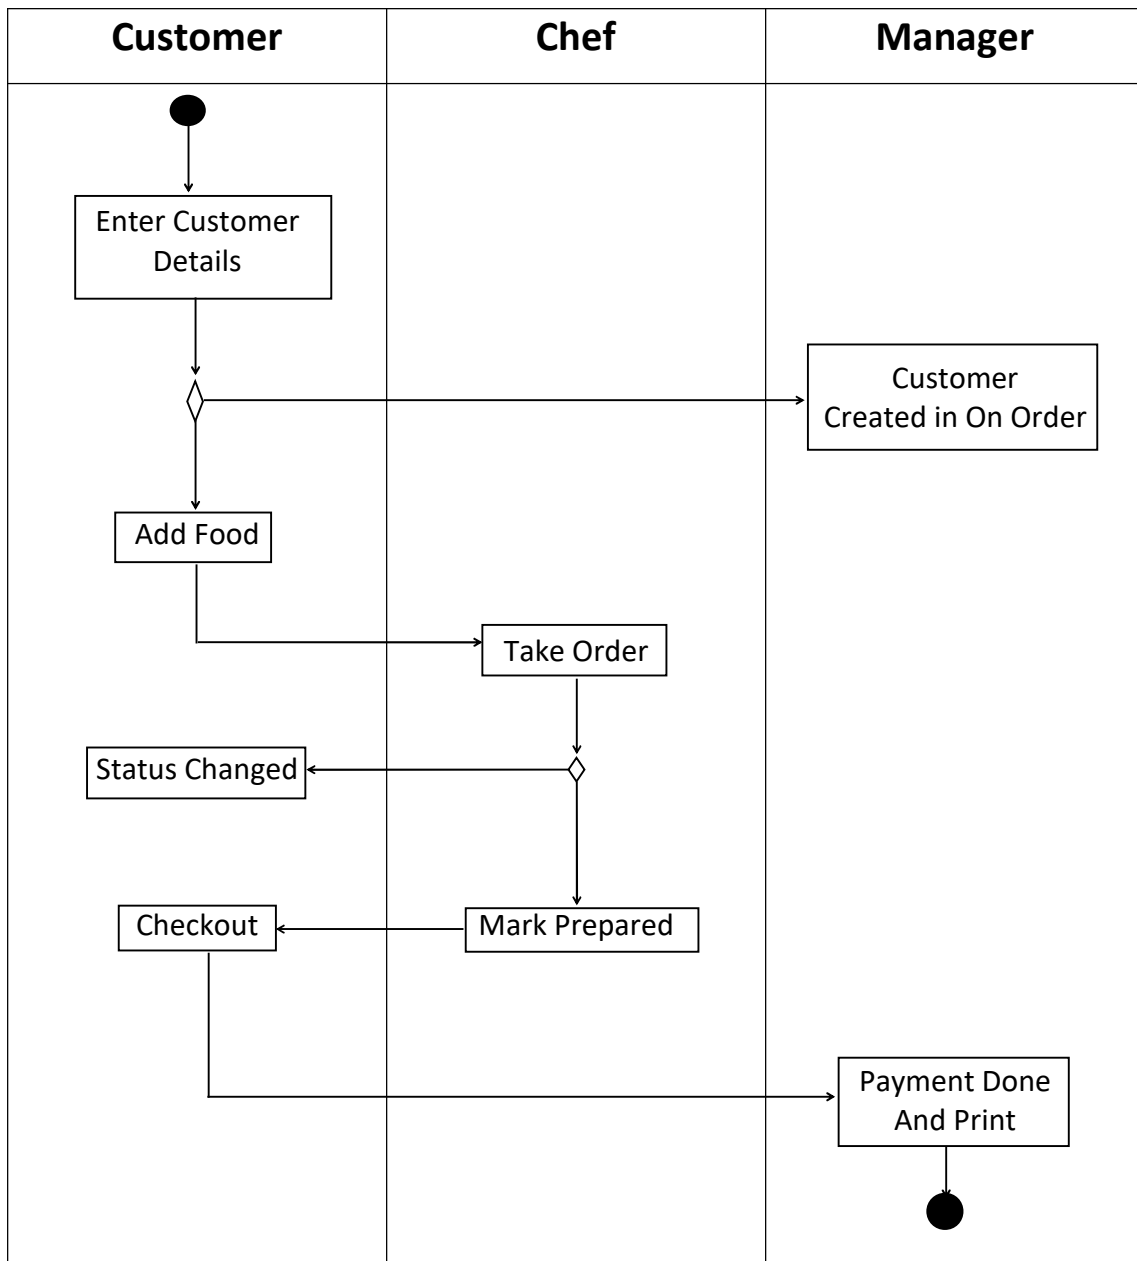 Customer
Chef
Manager
Enter Customer
Details
Customer
Created in On Order
Add Food
Take Order
Status Changed
Checkout
Mark Prepared
Payment Done
And Print